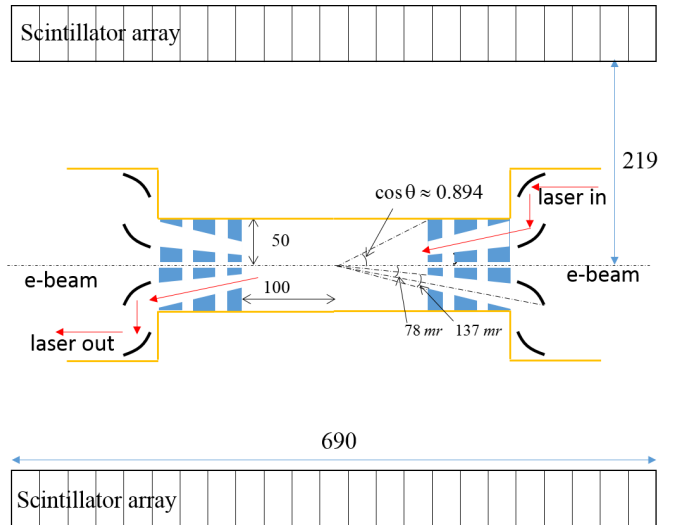 Scintillator array
219
cos θ ≈ 0.894
laser in
50
e-beam
e-beam
100
78 mr
137 mr
laser out
690
Scintillator array